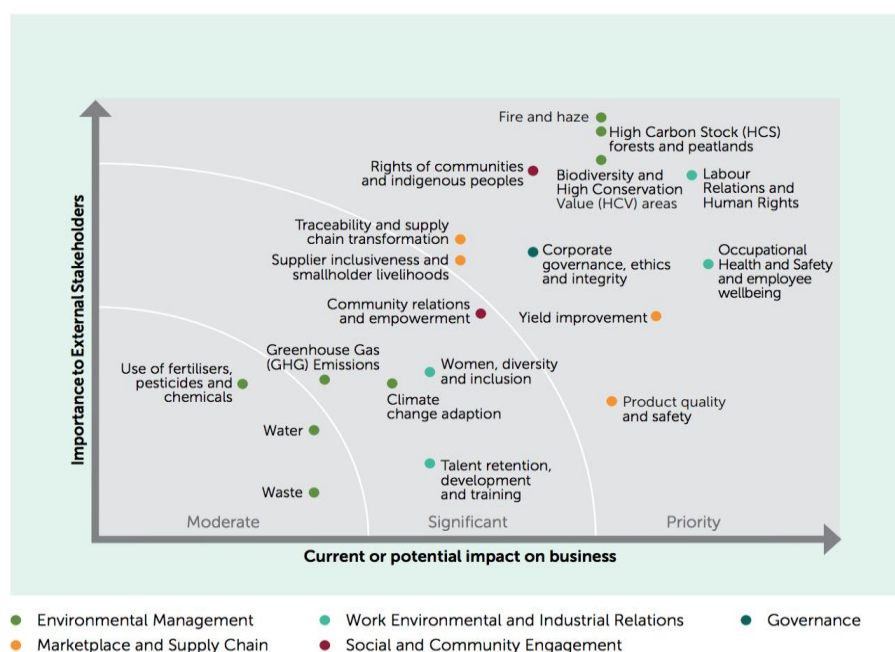 Importance to External Stakeholders
Fire and haze
High Carbon Stock (HCS)
forests and peatlands
Rights of communities
and indigenous peoples
Biodiversity and
High Conservation
Value (HCV) areas
Labour
Relations and
Human Rights
Traceability and supply
chain transformation
Supplier inclusiveness and
smallholder livelihoods
Corporate
governance, ethics
and integrity
Occupational
Health and Safety
and employee
wellbeing
Community relations
and empowerment
Yield improvement
Greenhouse Gas
(GHG) Emissions
Use of fertilisers,
pesticides and
chemicals
Women, diversity
and inclusion
Climate
change adaption
Product quality
and safety
Water
Talent retention,
development
and training
Waste
Moderate
Significant
Priority
Current or potential impact on business
Environmental Management
Work Environmental and Industrial Relations
Governance
Marketplace and Supply Chain
Social and Community Engagement